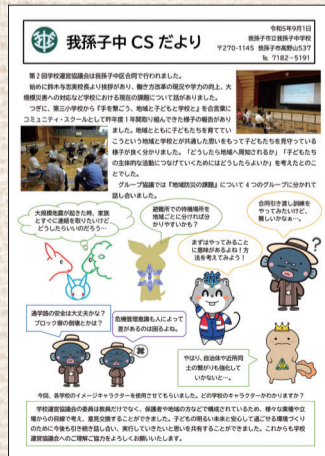 令和5年9月1日
我孫子市立我孫子中学校
〒270-1145 我孫子市高野山537
℡ 7182-5191
我孫子中 CS だより
第2回学校運営協議会は我孫子中区合同で行われました。
始めに鈴木与志実校長より挨拶があり、働き方改革の現況や学力の向上、大
規模災害への対応など学校における現在の課題について話がありました。
つぎに、第三小学校から『手を繋ごう、地域と子どもと学校と』を合言葉に
コミュニティ・スクールとして昨年度1年間取り組んできた様子の報告があり
ました。地域とともに子どもたちを育ててい
こうという地域と学校とが共通した思いをもって子どもたちを見守っている
様子が良く分かりました。「どうしたら地域へ周知されるか」「子どもたち
の主体的な活動につなげていくためにはどうしたらよいか」を考えたとのこ
とでした。
グループ協議では『地域防災の課題』について4つのグループに分かれて
話し合いました。
大規模地震が起きた時、家族
とすぐに連絡を取りたいけど
どうしたらいいのだろう…
避難所での待機場所を
地域ごとに分ければ分
かりやすいかも？
合同引き渡し訓練を
やってみたいけど、
難しいかなぁ…。
まずはやってみること
に意味があるよね！方
法を考えてみよう！
通学路の安全は大丈夫かな？
ブロック塀の倒壊とかは？
危機管理意識も人によって
差があるのは困るよね。
やはり、自治体や近所同
士の繋がりも強化して
いかないと…。
今回、各学校のイメージキャラクターを使用させてもらいました。どの学校のキャラクターかわかりますか？
学校運営協議会の委員は教員だけでなく、保護者や地域の方などで構成されているため、様々な業種や立
場からの目線で考え、意見交換することができました。子どもの明るい未来と安心して過ごせる環境づくり
のために今後も引き続き話し合い、実行していきたいと思いを共有することができました。これからも学校
運営協議会へのご理解ご協力をよろしくお願いいたします。